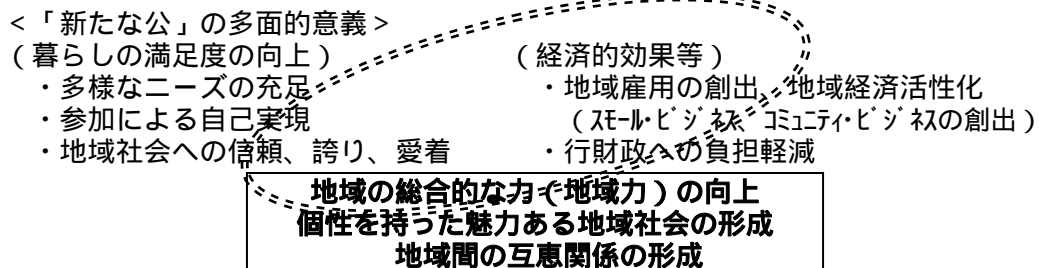 <「新たな公」の多面的意義>
(暮らしの満足度の向上)
・多様なニーズの充足
・参加による自己実現
・地域社会への信頼、誇り、愛着
(経済的効果等)
・地域雇用の創出、地域経済活性化
(スモール・ビジネス、コミュニティ・ビジネスの創出)
・行財政への負担軽減
地域の総合的な力(地域力)の向上
個性を持った魅力ある地域社会の形成
地域間の互恵関係の形成